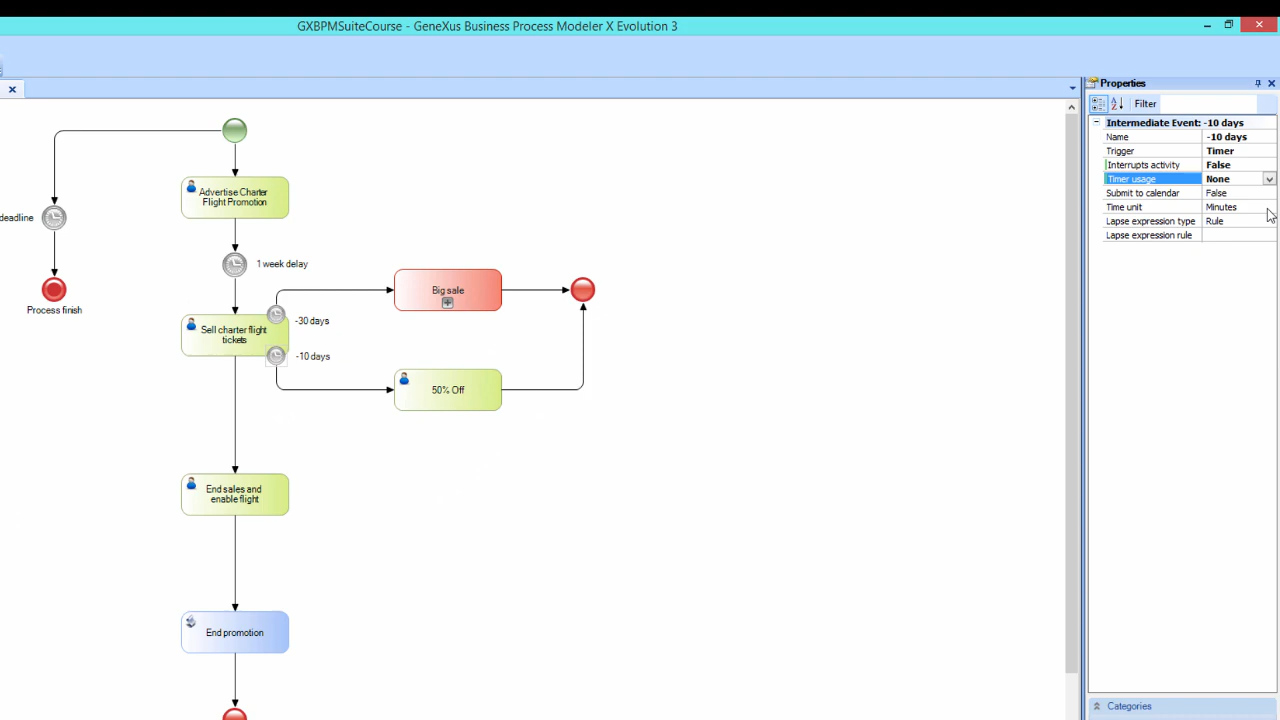 GXBPMSuiteCourse - GeneXus Business Process Modeler X Evolution 3
Properties
Filter
Intermediate Event: -10 days
Name -10 days
Trigger Timer
Interrupts activity False
Timer usage None
Submit to calendar False
Time unit Minutes
Lapse expression type Rule
Lapse expression rule
Categories
Advertise Charter
Flight Promotion
deadline
1 week delay
Process finish
Big sale
-30 days
Sell charter flight
tickets
-10 days
50% Off
End sales and
enable flight
End promotion